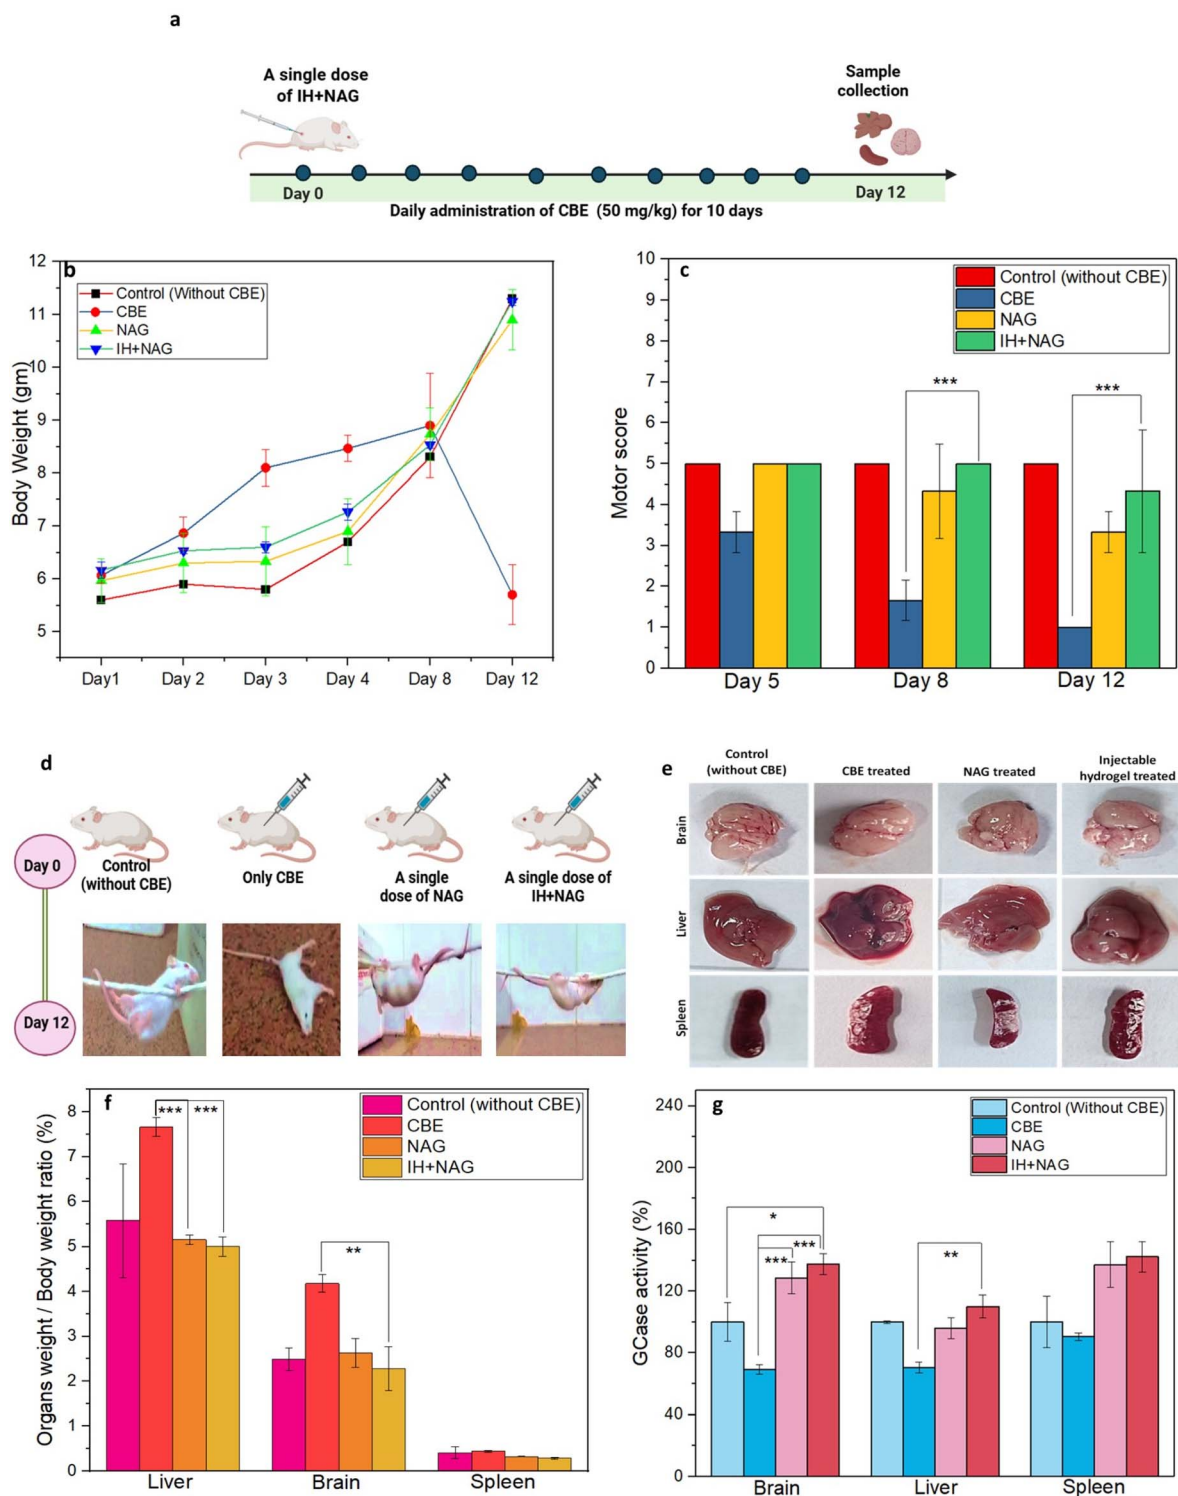 a
A single dose
of IH+NAG
Sample
collection
Day 0
Day 12
Daily administration of CBE (50 mg/kg) for 10 days
b
Control (Without CBE)
CBE
NAG
IH+NAG
Body Weight (gm)
12
11
10
9
8
7
6
5
Day1
Day 2
Day 3
Day 4
Day 8
Day 12
c
Control (without CBE)
CBE
NAG
IH+NAG
Motor score
10
9
8
7
6
5
4
3
2
1
0
***
***
Day 5
Day 8
Day 12
d
Day 0
Day 12
Control
(without CBE)
Only CBE
A single
dose of NAG
A single dose of
IH+NAG
e
Control
(without CBE)
CBE treated
NAG treated
Injectable
hydrogel treated
Brain
Liver
Spleen
f
Control (without CBE)
CBE
NAG
IH+NAG
Organs weight / Body weight ratio (%)
8
7
6
5
4
3
2
1
0
***
***
**
Liver
Brain
Spleen
g
Control (Without CBE)
CBE
NAG
IH+NAG
GCase activity (%)
240
200
160
120
80
40
0
*
***
***
**
Brain
Liver
Spleen